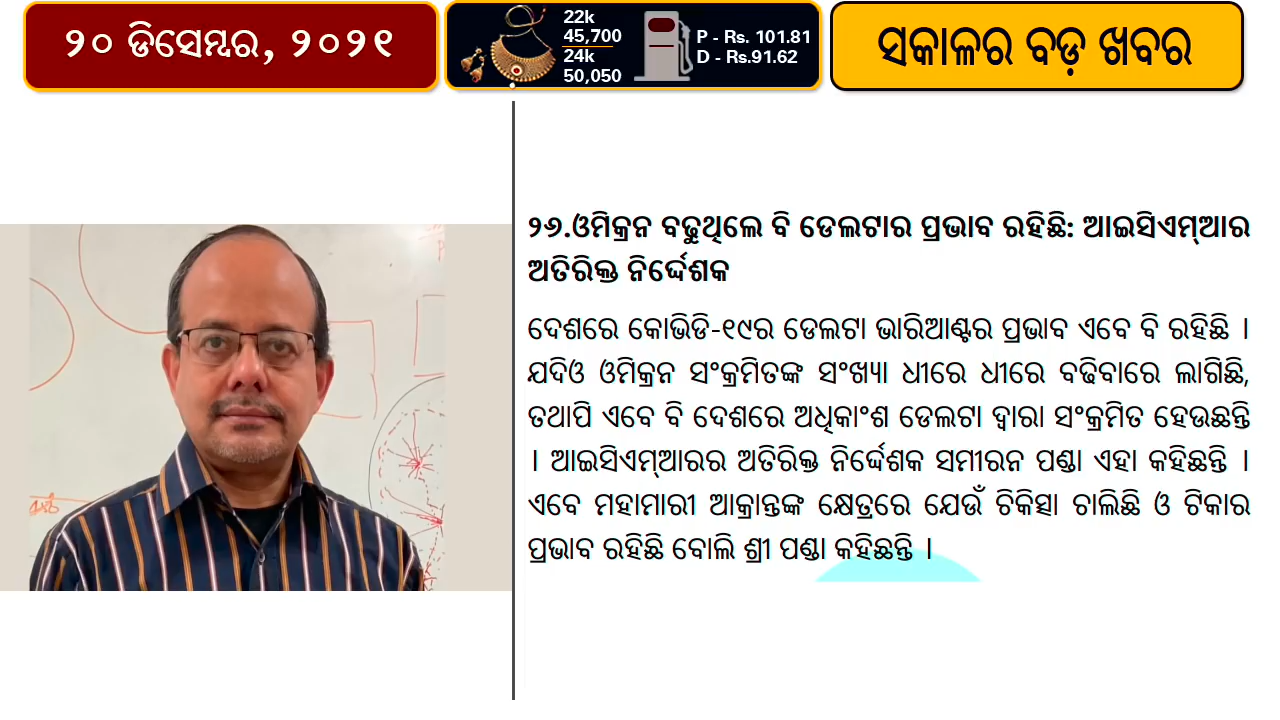 ୨୦ ଡିସେମ୍ବର, ୨୦୨୧
22k
45,700
24k
50,050
P - Rs. 101.81
D - Rs.91.62
ସକାଳର ବଡ଼ ଖବର
୨୬.ଓମିକ୍ରନ ବଢୁଥିଲେ ବି ଡେଲଟାର ପ୍ରଭାବ ରହିଛି: ଆଇସିଏମ୍ଆର
ଅତିରିକ୍ତ ନିର୍ଦ୍ଦେଶକ
ଦେଶରେ କୋଭିଡି-୧୯ର ଡେଲଟା ଭାରିଆଣ୍ଟର ପ୍ରଭାବ ଏବେ ବି ରହିଛି ।
ଯଦିଓ ଓମିକ୍ରନ ସଂକ୍ରମିତଙ୍କ ସଂଖ୍ୟା ଧୀରେ ଧୀରେ ବଢିବାରେ ଲାଗିଛି,
ତଥାପି ଏବେ ବି ଦେଶରେ ଅଧିକାଂଶ ଡେଲଟା ଦ୍ୱାରା ସଂକ୍ରମିତ ହେଉଛନ୍ତି
। ଆଇସିଏମ୍ଆରର ଅତିରିକ୍ତ ନିର୍ଦ୍ଦେଶକ ସମୀରନ ପଣ୍ଡା ଏହା କହିଛନ୍ତି ।
ଏବେ ମହାମାରୀ ଆକ୍ରାନ୍ତଙ୍କ କ୍ଷେତ୍ରରେ ଯେଉଁ ଚିକିତ୍ସା ଚାଲିଛି ଓ ଟିକାର
ପ୍ରଭାବ ରହିଛି ବୋଲି ଶ୍ରୀ ପଣ୍ଡା କହିଛନ୍ତି ।